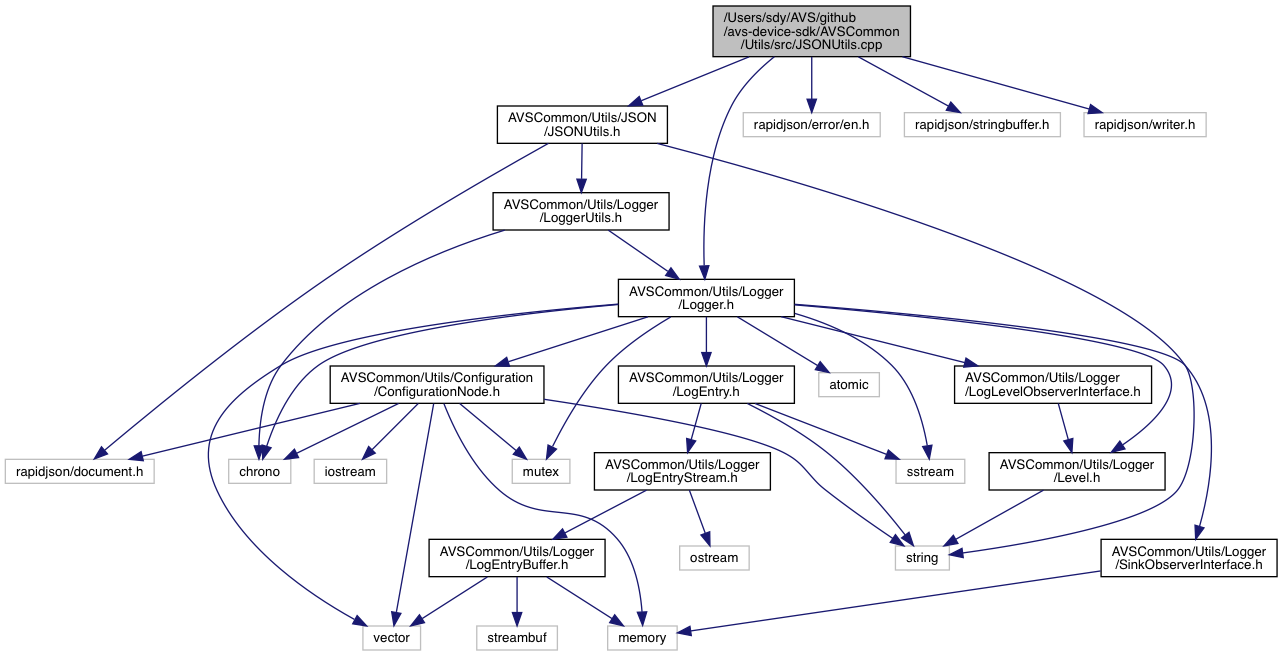 /Users/sdy/AVS/github
/avs-device-sdk/AVSCommon
/Utils/src/JSONUtils.cpp
AVSCommon/Utils/JSON
/JSONUtils.h
rapidjson/error/en.h
rapidjson/stringbuffer.h
rapidjson/writer.h
AVSCommon/Utils/Logger
/LoggerUtils.h
AVSCommon/Utils/Logger
/Logger.h
AVSCommon/Utils/Configuration
/ConfigurationNode.h
AVSCommon/Utils/Logger
/LogEntry.h
atomic
AVSCommon/Utils/Logger
/LogLevelObserverInterface.h
rapidjson/document.h
chrono
iostream
mutex
AVSCommon/Utils/Logger
/LogEntryStream.h
sstream
AVSCommon/Utils/Logger
/Level.h
AVSCommon/Utils/Logger
/LogEntryBuffer.h
ostream
string
AVSCommon/Utils/Logger
/SinkObserverInterface.h
vector
streambuf
memory